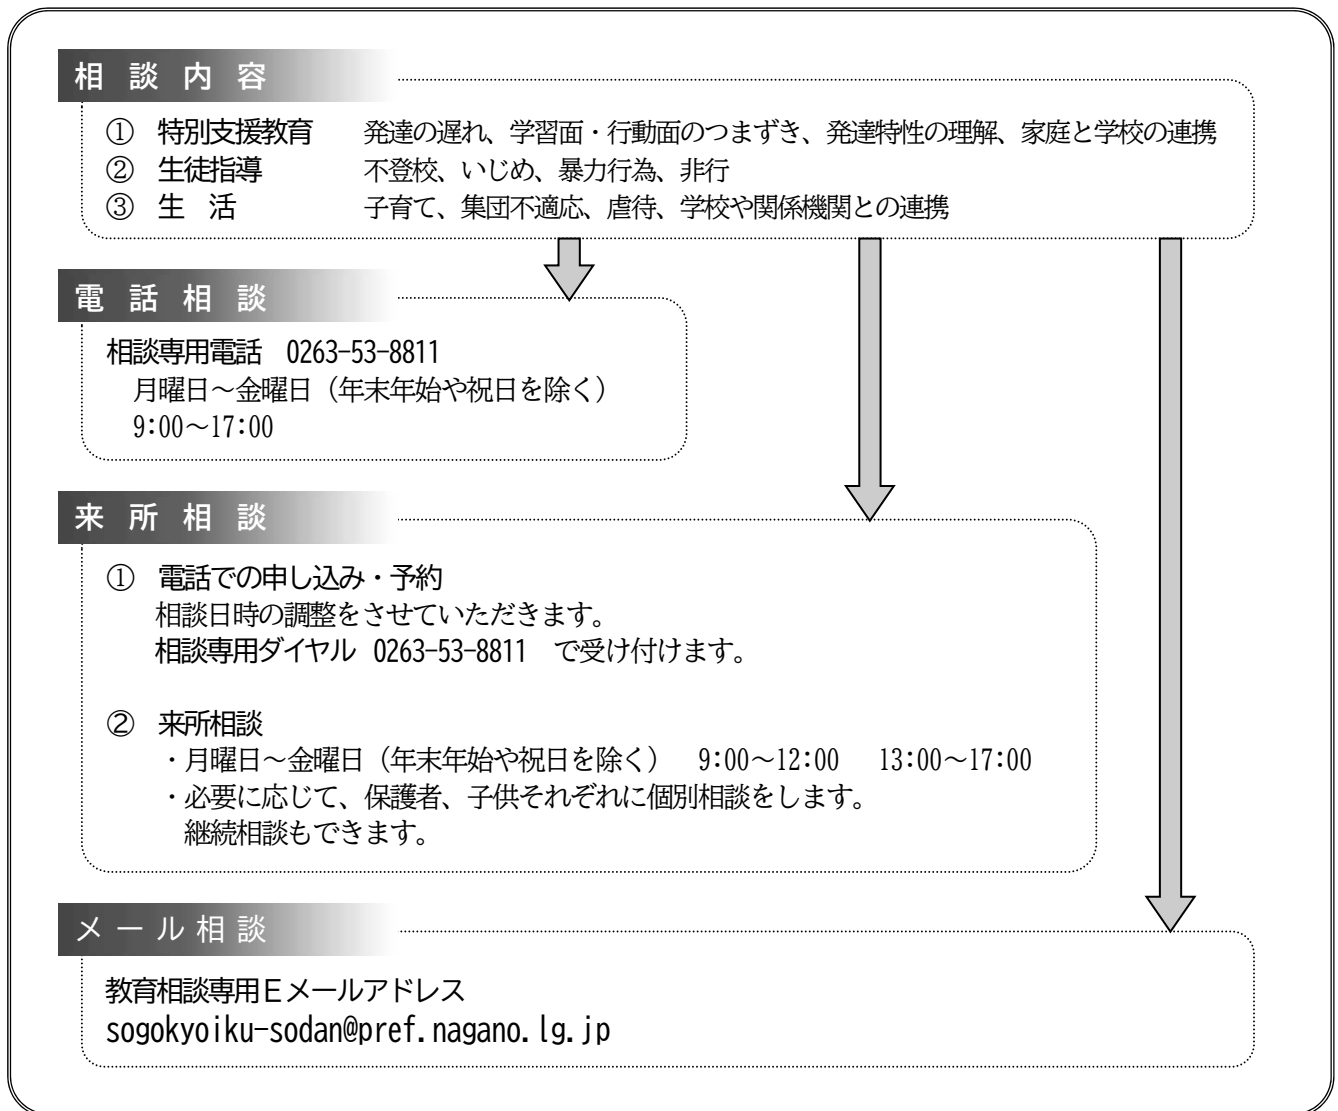 相談内容
① 特別支援教育 発達の遅れ、学習面・行動面のつまずき、発達特性の理解、家庭と学校の連携
② 生徒指導 不登校、いじめ、暴力行為、非行
③ 生 活 子育て、集団不適応、虐待、学校や関係機関との連携
電話相談
相談専用電話 0263-53-8811
月曜日～金曜日（年末年始や祝日を除く）
9:00～17:00
来所相談
① 電話での申し込み・予約
相談日時の調整をさせていただきます。
相談専用ダイヤル 0263-53-8811 で受け付けます。
② 来所相談
・月曜日～金曜日（年末年始や祝日を除く） 9:00～12:00 13:00～17:00
・必要に応じて、保護者、子供それぞれに個別相談をします。
継続相談もできます。
メール相談
教育相談専用Ｅメールアドレス
sogokyoiku-sodan@pref.nagano.lg.jp